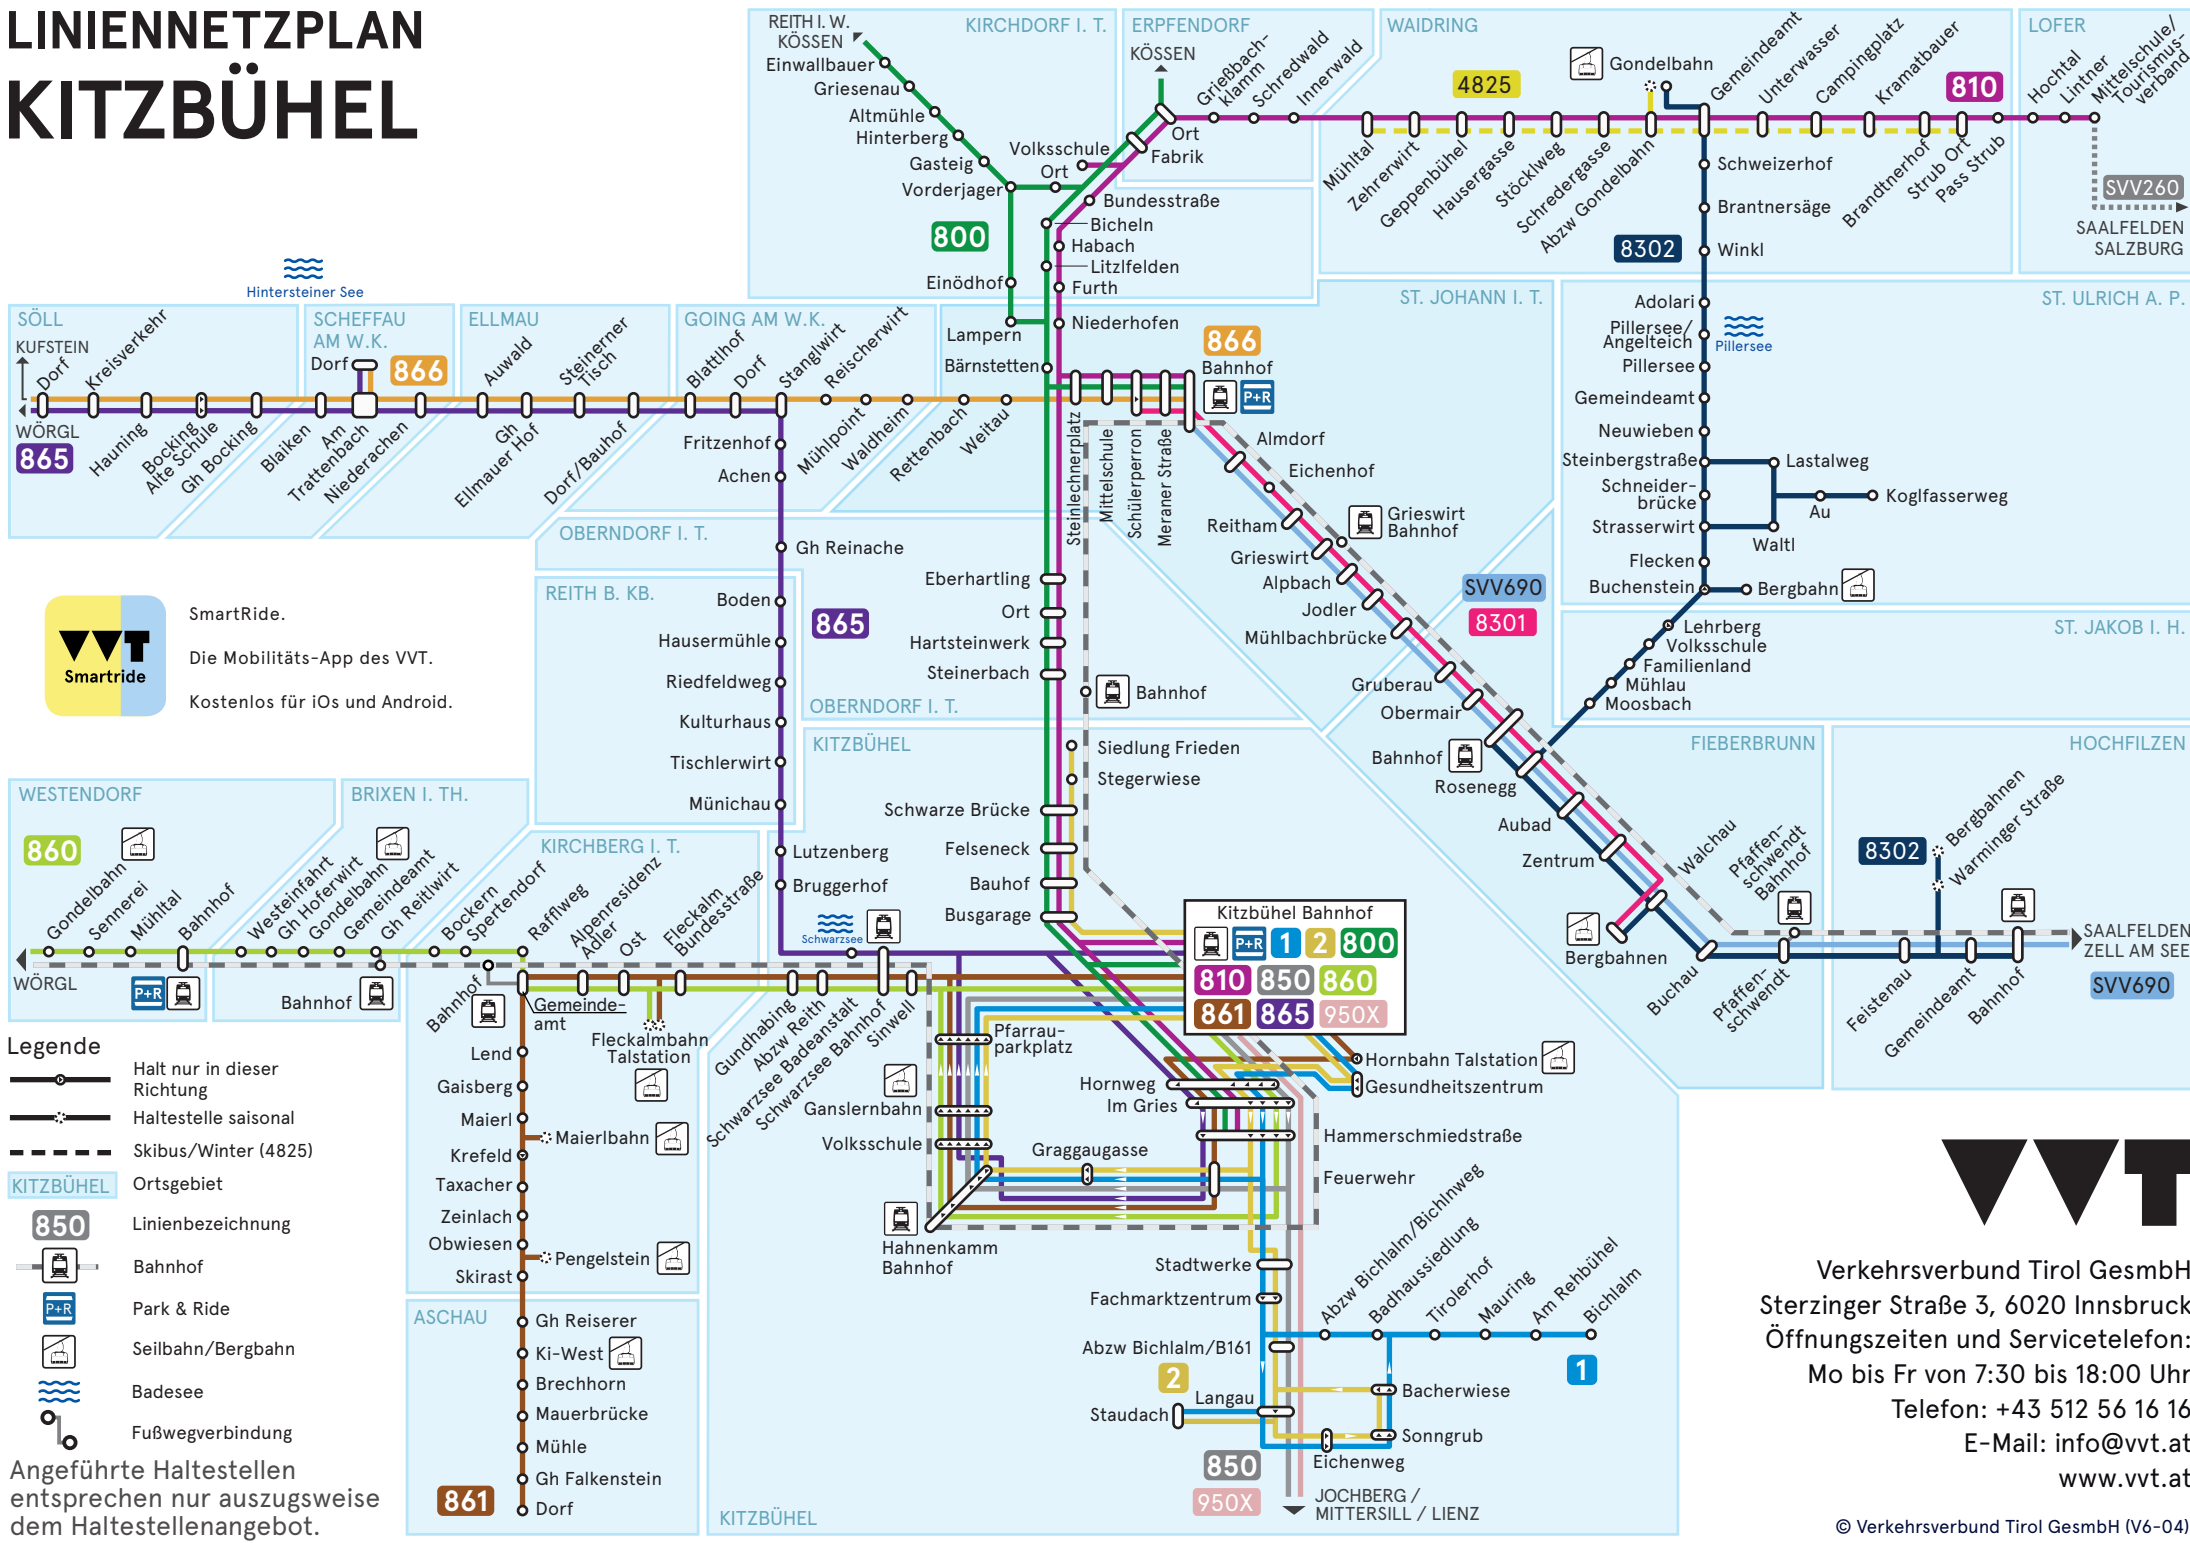 LINIENNETZPLAN
KITZBÜHEL
REITH I. W.
KÖSSEN
KIRCHDORF I. T.
Einwallbauer
Griesenau
Altmühle
Hinterberg
Gasteig
Vorderjager
Volksschule
Ort
800
Einödhof
Lampern
Bärnstetten
ERPFENDORF
KÖSSEN
Grießbach-
klamm
Schredwald
Innerwald
Ort
Fabrik
Bundesstraße
Bicheln
Habach
Litzlfelden
Furth
Niederhofen
WAIDRING
4825
Gondelbahn
Gemeindeamt
Unterwasser
Campingplatz
Kramatbauer
810
Mühltal
Zehrerwirt
Geppenbühel
Hausergasse
Stöcklweg
Schredergasse
Abzw Gondelbahn
Brandtnerhof
Strub Ort
Pass Strub
Schweizerhof
Brantnersäge
8302
Winkl
LOFER
Hochtal
Lintner
Mittelschule/
Tourismus-
verband
SVV260
SAALFELDEN
SALZBURG
Hintersteiner See
SÖLL
KUFSTEIN
Dorf
Kreisverkehr
WÖRGL
865
Hauning
Bocking
Alte Schule
Gh Bocking
SCHEFFAU
AM W.K.
Dorf
866
Blaiken
Am
Trattenbach
Niederachen
ELLMAU
Auwald
Steinerner
Tisch
Gh
Ellmauer Hof
Dorf/Bauhof
GOING AM W.K.
Blattlhof
Dorf
Stanglwirt
Reischerwirt
Fritzenhof
Achen
Mühlpoint
Waldheim
Rettenbach
Weitau
ST. JOHANN I. T.
866
Bahnhof
P+R
Steinlechnerplatz
Mittelschule
Schülerperron
Meraner Straße
Almdorf
Eichenhof
Reitham
Grieswirt
Bahnhof
Grieswirt
Alpbach
Jodler
Mühlbachbrücke
SVV690
8301
ST. ULRICH A. P.
Adolari
Pillersee/
Angelteich
Pillersee
Pillersee
Gemeindeamt
Neuwieben
Steinbergstraße
Lastalweg
Schneider-
brücke
Au
Koglfasserweg
Strasserwirt
Waltl
Flecken
Buchenstein
Bergbahn
ST. JAKOB I. H.
Lehrberg
Volksschule
Familienland
Mühlau
Moosbach
OBERNDORF I. T.
Gh Reinache
Eberhartling
Ort
Hartsteinwerk
Steinerbach
OBERNDORF I. T.
Bahnhof
REITH B. KB.
Boden
865
Hausermühle
Riedfeldweg
Kulturhaus
Tischlerwirt
Münichau
VVT
Smartride
SmartRide.
Die Mobilitäts-App des VVT.
Kostenlos für iOs und Android.
FIEBERBRUNN
Gruberau
Obermair
Bahnhof
Rosenegg
Aubad
Zentrum
Walchau
Pfaffen-
schwendt
Bahnhof
Bergbahnen
Buchau
Pfaffen-
schwendt
HOCHFILZEN
8302
Bergbahnen
Warminger Straße
Feistenau
Gemeindeamt
Bahnhof
SAALFELDEN
ZELL AM SEE
SVV690
WESTENDORF
860
Gondelbahn
Sennerei
Mühltal
Bahnhof
WÖRGL
P+R
BRIXEN I. TH.
Westeinfahrt
Gh Hoferwirt
Gondelbahn
Gemeindeamt
Gh Reitlwirt
Bahnhof
KIRCHBERG I. T.
Bockern
Spertendorf
Rafflweg
Alpenresidenz
Adler
Ost
Fleckalm
Bundesstraße
Bahnhof
Gemeinde-
amt
Fleckalmbahn
Talstation
Lend
Gaisberg
Maierl
Maierlbahn
Krefeld
Taxacher
Zeinlach
Obwiesen
Pengelstein
Skirast
ASCHAU
Gh Reiserer
Ki-West
Brechhorn
Mauerbrücke
Mühle
Gh Falkenstein
861
Dorf
KITZBÜHEL
Siedlung Frieden
Stegerwiese
Schwarze Brücke
Felseneck
Bauhof
Busgarage
Lutzenberg
Bruggerhof
Schwarzsee
Gundhabing
Abzw Reith
Schwarzsee Badeanstalt
Schwarzsee Bahnhof
Sinwell
Kitzbühel Bahnhof
P+R 1 2 800
810 850 860
861 865 950X
Pfarrau-
parkplatz
Ganslernbahn
Volksschule
Hahnenkamm
Bahnhof
Hornweg
Im Gries
Graggaugasse
Hornbahn Talstation
Gesundheitszentrum
Hammerschmiedstraße
Feuerwehr
Stadtwerke
Fachmarktzentrum
Abzw Bichlalm/B161
Abzw Bichlalm/Bichlnweg
Badhaussiedlung
Tirolerhof
Mauring
Am Rehbühel
Bichlalm
1
2
Langau
Staudach
Bacherwiese
Sonngrub
Eichenweg
850
950X
JOCHBERG /
MITTERSILL / LIENZ
KITZBÜHEL
Legende
Halt nur in dieser
Richtung
Haltestelle saisonal
Skibus/Winter (4825)
KITZBÜHEL
Ortsgebiet
850
Linienbezeichnung
Bahnhof
P+R
Park & Ride
Seilbahn/Bergbahn
Badesee
Fußwegverbindung
Angeführte Haltestellen
entsprechen nur auszugsweise
dem Haltestellenangebot.
VVT
Verkehrsverbund Tirol GesmbH
Sterzinger Straße 3, 6020 Innsbruck
Öffnungszeiten und Servicetelefon:
Mo bis Fr von 7:30 bis 18:00 Uhr
Telefon: +43 512 56 16 16
E-Mail: info@vvt.at
www.vvt.at
© Verkehrsverbund Tirol GesmbH (V6-04)